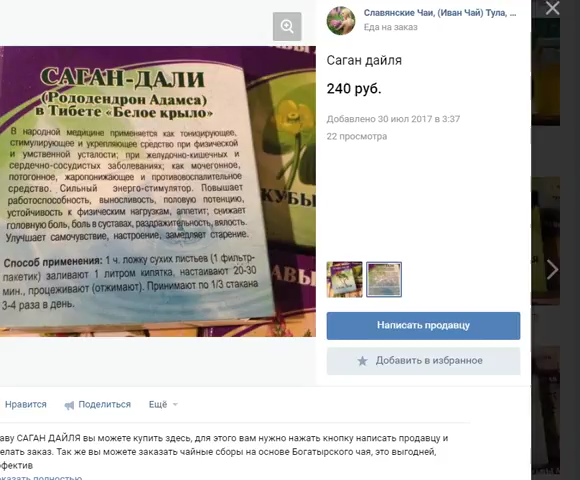 Славянские Чаи, (Иван Чай) Тула, ...
Еда на заказ
Саган дайля
240 руб.
Добавлено 30 июл 2017 в 3:37
22 просмотра
САГАН-ДАЛИ
(Рододендрон Адамса)
в Тибете «Белое крыло»
В народной медицине применяется как тонизирующее,
стимулирующее и укрепляющее средство при физической
и умственной усталости; при желудочно-кишечных и
сердечно-сосудистых заболеваниях; как мочегонное,
потогонное, жаропонижающее и противовоспалительное
средство. Сильный энерго-стимулятор. Повышает
работоспособность, выносливость, половую потенцию,
устойчивость к физическим нагрузкам, аппетит; снижает
головную боль, боль в суставах, раздражительность, вялость.
Улучшает самочувствие, настроение, замедляет старение.
Способ применения: 1 ч. ложку сухих листьев (1 фильтр-
пакетик) заливают 1 литром кипятка, настаивают 20-30
мин., процеживают (отжимают). Принимают по 1/3 стакана
3-4 раза в день.
КУБЫ
Написать продавцу
Добавить в избранное
Нравится
Поделиться
Ещё
аву САГАН ДАЙЛЯ вы можете купить здесь, для этого вам нужно нажать кнопку написать продавцу и
елать заказ. Так же вы можете заказать чайные сборы на основе Богатырского чая, это выгодней,
фектив
казать полностью